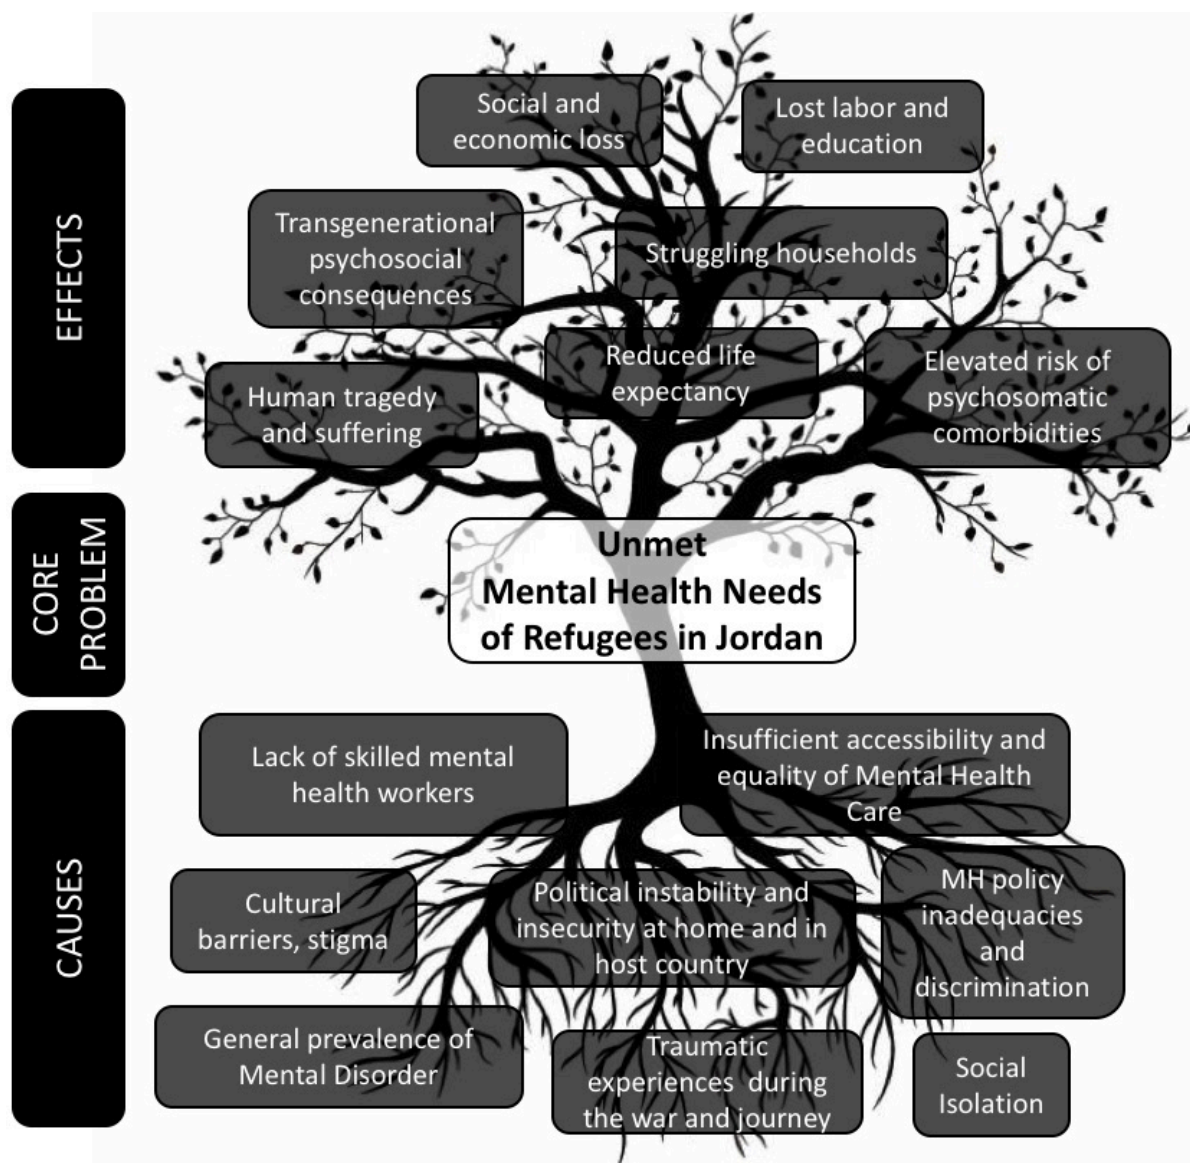 EFFECTS
Social and
economic loss
Lost labor and
education
Transgenerational
psychosocial
consequences
Struggling households
Reduced life
expectancy
Elevated risk of
psychosomatic
comorbidities
Human tragedy
and suffering
CORE
PROBLEM
Unmet
Mental Health Needs
of Refugees in Jordan
CAUSES
Lack of skilled mental
health workers
Insufficient accessibility and
equality of Mental Health
Care
Cultural
barriers, stigma
Political instability and
insecurity at home and in
host country
MH policy
inadequacies
and
discrimination
General prevalence of
Mental Disorder
Traumatic
experiences during
the war and journey
Social
Isolation